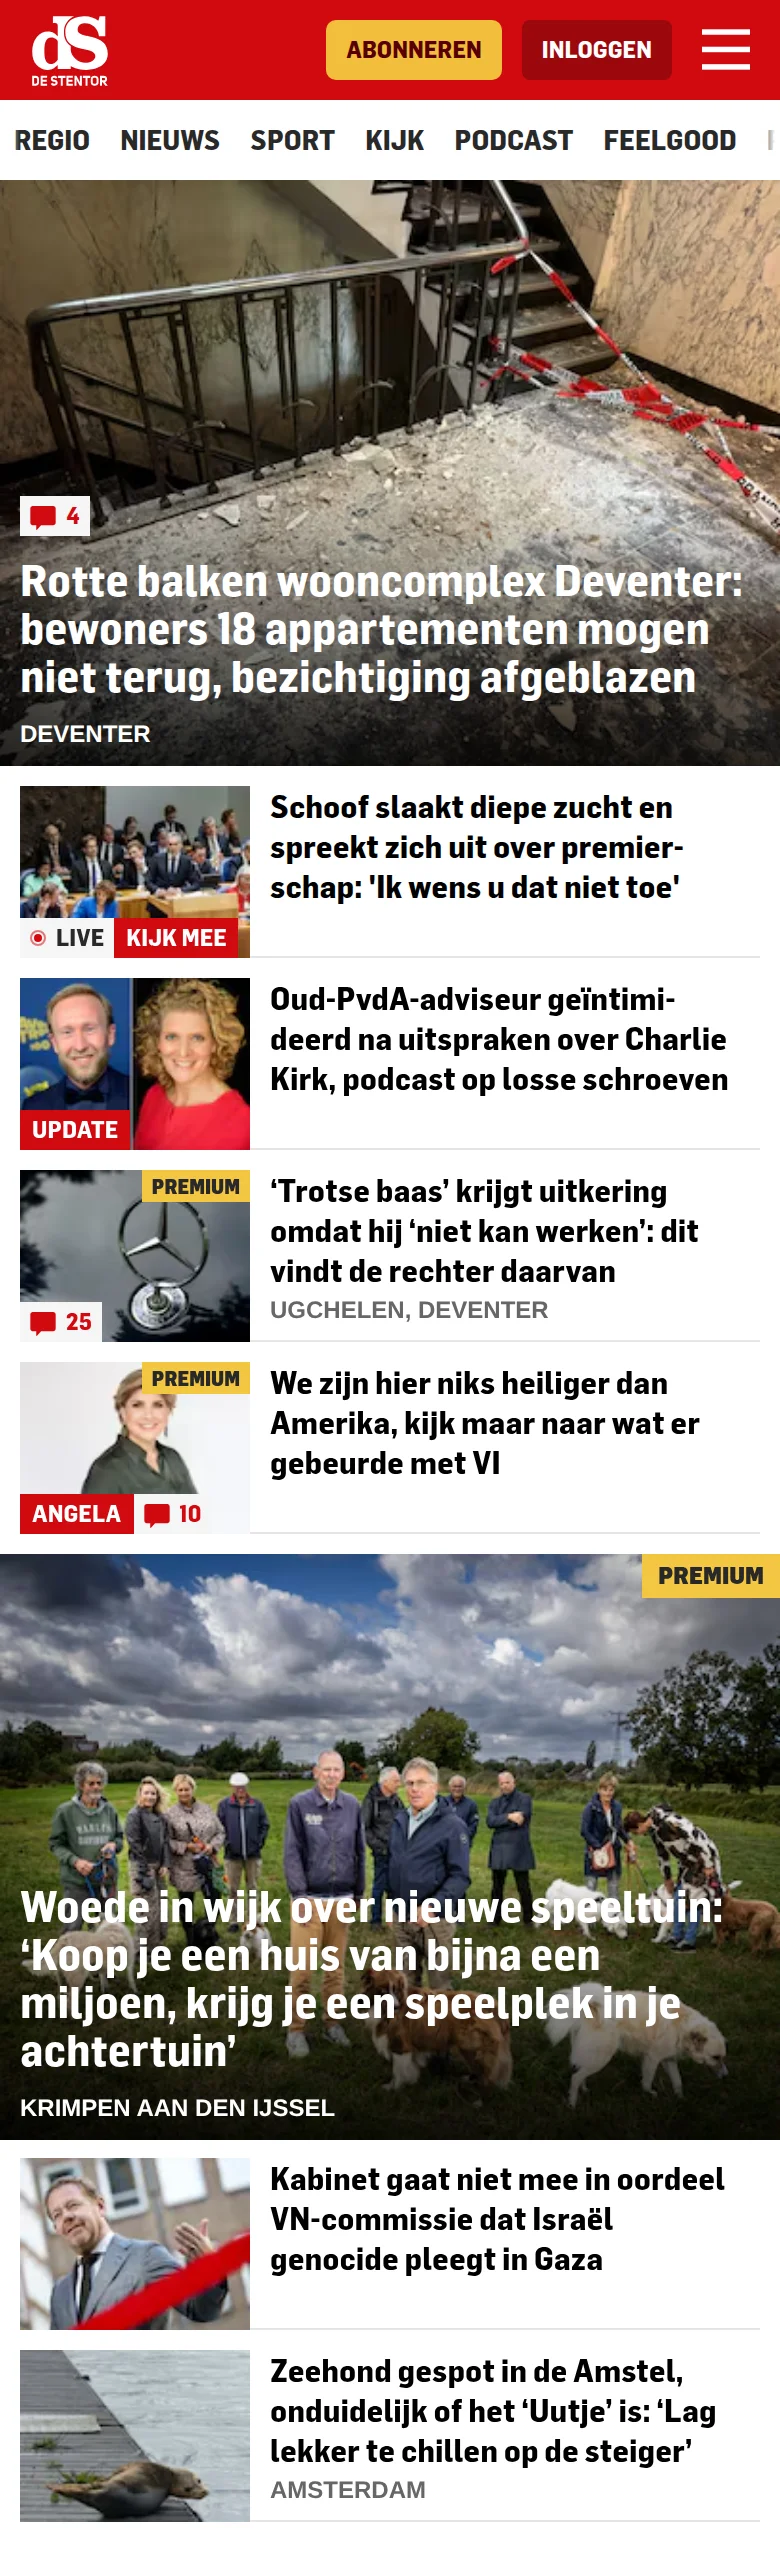 dS
DE STENTOR
ABONNEREN
INLOGGEN
REGIO NIEUWS SPORT KIJK PODCAST FEELGOOD
4
Rotte balken wooncomplex Deventer:
bewoners 18 appartementen mogen
niet terug, bezichtiging afgeblazen
DEVENTER
Schoof slaakt diepe zucht en
spreekt zich uit over premier-
schap: 'Ik wens u dat niet toe'
LIVE KIJK MEE
Oud-PvdA-adviseur geïntimi-
deerd na uitspraken over Charlie
Kirk, podcast op losse schroeven
UPDATE
PREMIUM
‘Trotse baas’ krijgt uitkering
omdat hij ‘niet kan werken’: dit
vindt de rechter daarvan
UGCHELEN, DEVENTER
25
PREMIUM
We zijn hier niks heiliger dan
Amerika, kijk maar naar wat er
gebeurde met VI
ANGELA 10
PREMIUM
Woede in wijk over nieuwe speeltuin:
‘Koop je een huis van bijna een
miljoen, krijg je een speelplek in je
achtertuin’
KRIMPEN AAN DEN IJSSEL
Kabinet gaat niet mee in oordeel
VN-commissie dat Israël
genocide pleegt in Gaza
Zeehond gespot in de Amstel,
onduidelijk of het ‘Uutje’ is: ‘Lag
lekker te chillen op de steiger’
AMSTERDAM